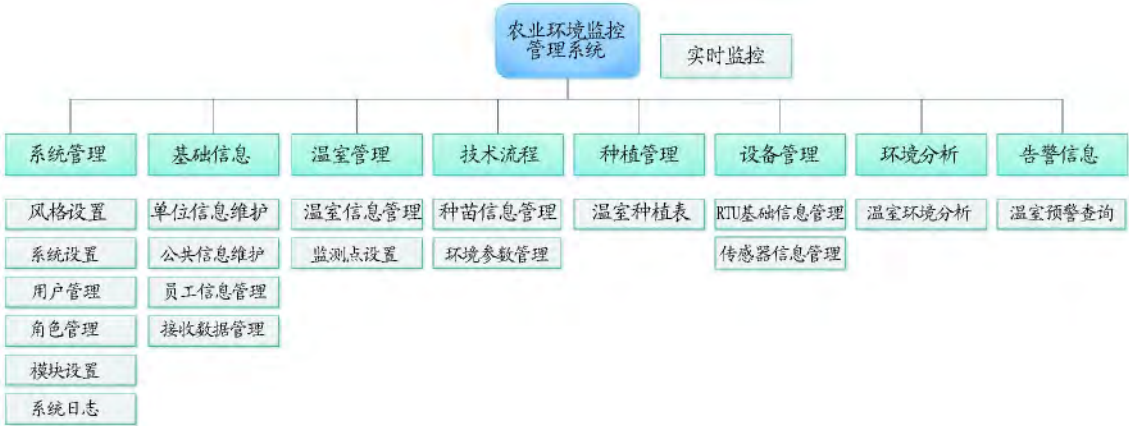 农业环境监控
管理系统
实时监控
系统管理
基础信息
温室管理
技术流程
种植管理
设备管理
环境分析
告警信息
风格设置
单位信息维护
温室信息管理
种苗信息管理
温室种植表
RTU基础信息管理
温室环境分析
温室预警查询
系统设置
公共信息维护
监测点设置
环境参数管理
传感器信息管理
用户管理
员工信息管理
角色管理
接收数据管理
模块设置
系统日志